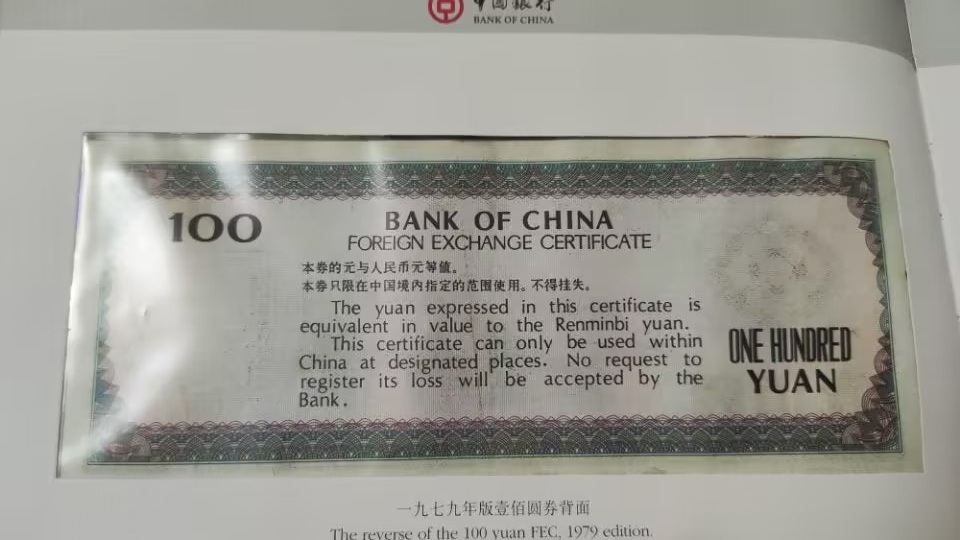 中国银行
BANK OF CHINA
100
BANK OF CHINA
FOREIGN EXCHANGE CERTIFICATE
本券的元与人民币元等值。
本券只限在中国境内指定的范围使用。不得挂失。
The yuan expressed in this certificate is
equivalent in value to the Renminbi yuan.
This certificate can only be used within
China at designated places. No request to
register its loss will be accepted by the
Bank.
ONE HUNDRED
YUAN
一九七九年版壹佰圆券背面
The reverse of the 100 yuan FEC, 1979 edition.